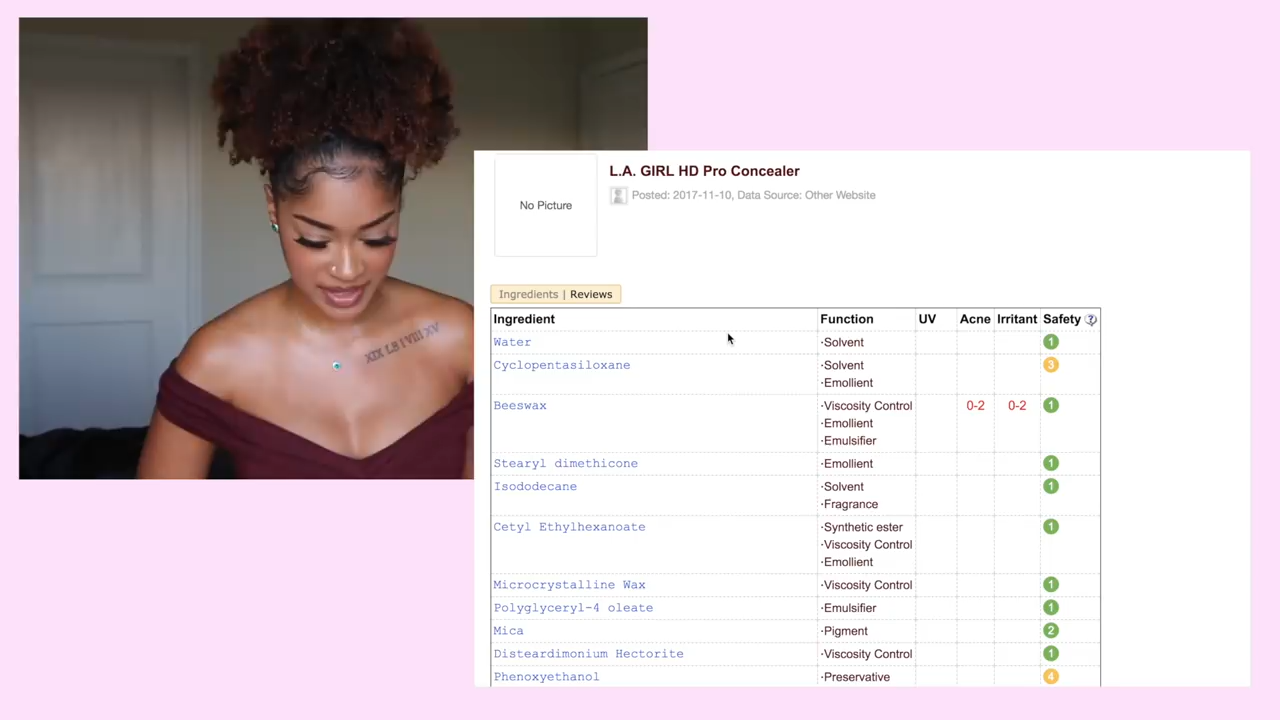 XIX LBI VIII XV
No Picture
L.A. GIRL HD Pro Concealer
Posted: 2017-11-10, Data Source: Other Website
Ingredients | Reviews
Ingredient Function UV Acne Irritant Safety ?
Water ·Solvent 1
Cyclopentasiloxane ·Solvent 3
·Emollient
Beeswax ·Viscosity Control 0-2 0-2 1
·Emollient
·Emulsifier
Stearyl dimethicone ·Emollient 1
Isododecane ·Solvent 1
·Fragrance
Cetyl Ethylhexanoate ·Synthetic ester 1
·Viscosity Control
·Emollient
Microcrystalline Wax ·Viscosity Control 1
Polyglyceryl-4 oleate ·Emulsifier 1
Mica ·Pigment 2
Disteardimonium Hectorite ·Viscosity Control 1
Phenoxyethanol ·Preservative 4